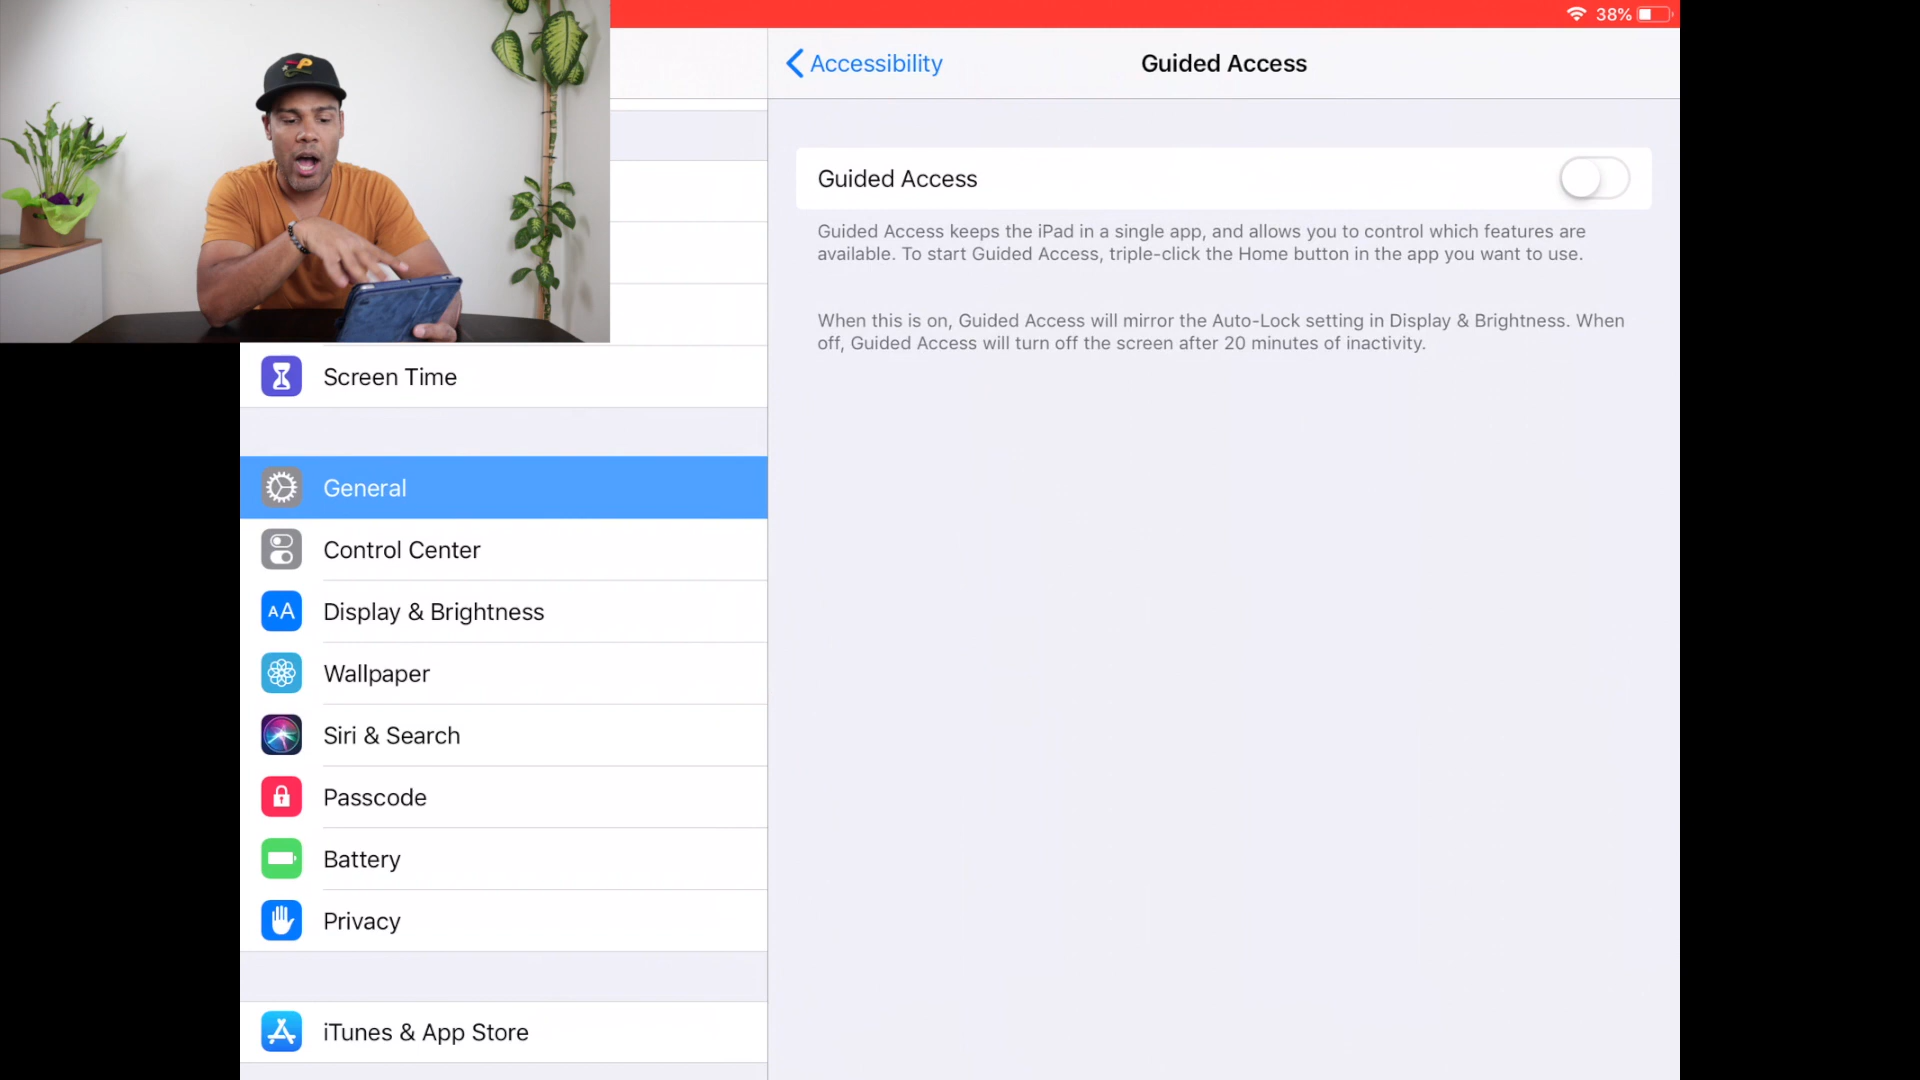 38%
Accessibility
Guided Access
Guided Access
Guided Access keeps the iPad in a single app, and allows you to control which features are
available. To start Guided Access, triple-click the Home button in the app you want to use.
When this is on, Guided Access will mirror the Auto-Lock setting in Display & Brightness. When
off, Guided Access will turn off the screen after 20 minutes of inactivity.
Screen Time
General
Control Center
AA
Display & Brightness
Wallpaper
Siri & Search
Passcode
Battery
Privacy
iTunes & App Store